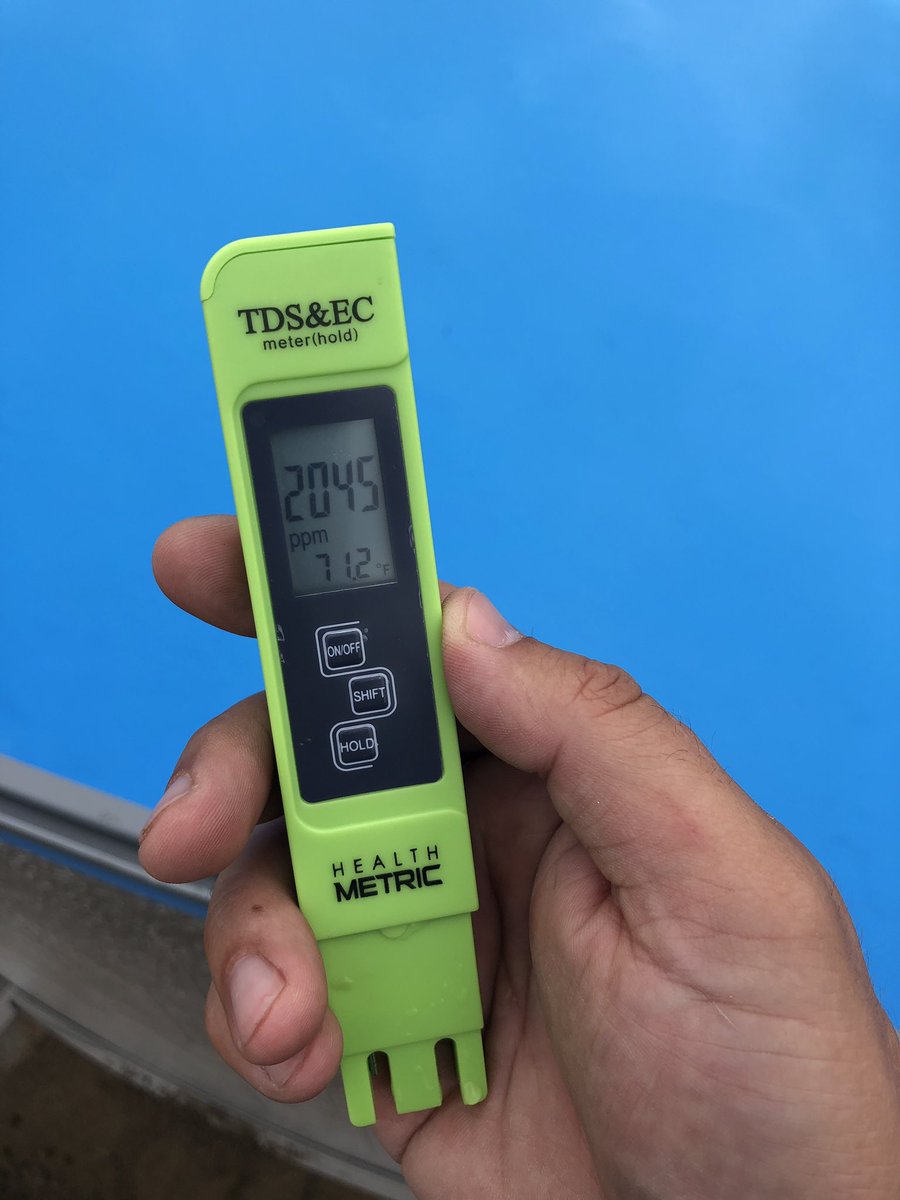 TDS&EC
meter(hold)
2045
ppm
71.2 °F
ON/OFF
SHIFT
HOLD
HEALTH
METRIC